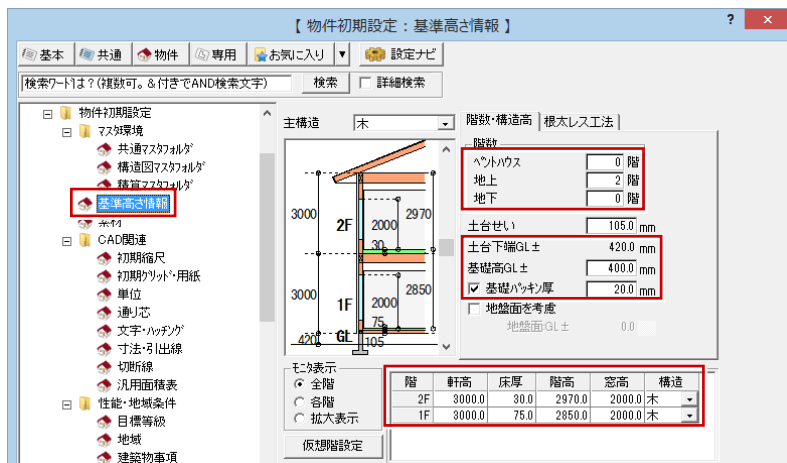 【 物件初期設定：基準高さ情報 】
? ×
基本 共通 物件 専用 お気に入り ▼ 設定ナビ
検索ワードは？(複数可。&付きでAND検索文字) 検索 詳細検索
物件初期設定
マスタ環境
共通マスタフォルダ
構造図マスタフォルダ
積算マスタフォルダ
基準高さ情報
素材
CAD関連
初期縮尺
初期グリッド・用紙
単位
通り芯
文字・ハッチング
寸法・引出線
切断線
汎用面積表
性能・地域条件
目標等級
地域
建築物事項
主構造 木
3000 2F 2000 2970
30
3000 1F 2000 2850
75
420 GL 105
モニタ表示
全階
各階
拡大表示
仮想階設定
階数・構造高 根太レス工法
階数
ペントハウス 0 階
地上 2 階
地下 0 階
土台せい 105.0 mm
土台下端GL± 420.0 mm
基礎高GL± 400.0 mm
基礎パッキン厚 20.0 mm
地盤面を考慮
地盤面GL± 0.0
階 軒高 床厚 階高 窓高 構造
2F 3000.0 30.0 2970.0 2000.0 木
1F 3000.0 75.0 2850.0 2000.0 木